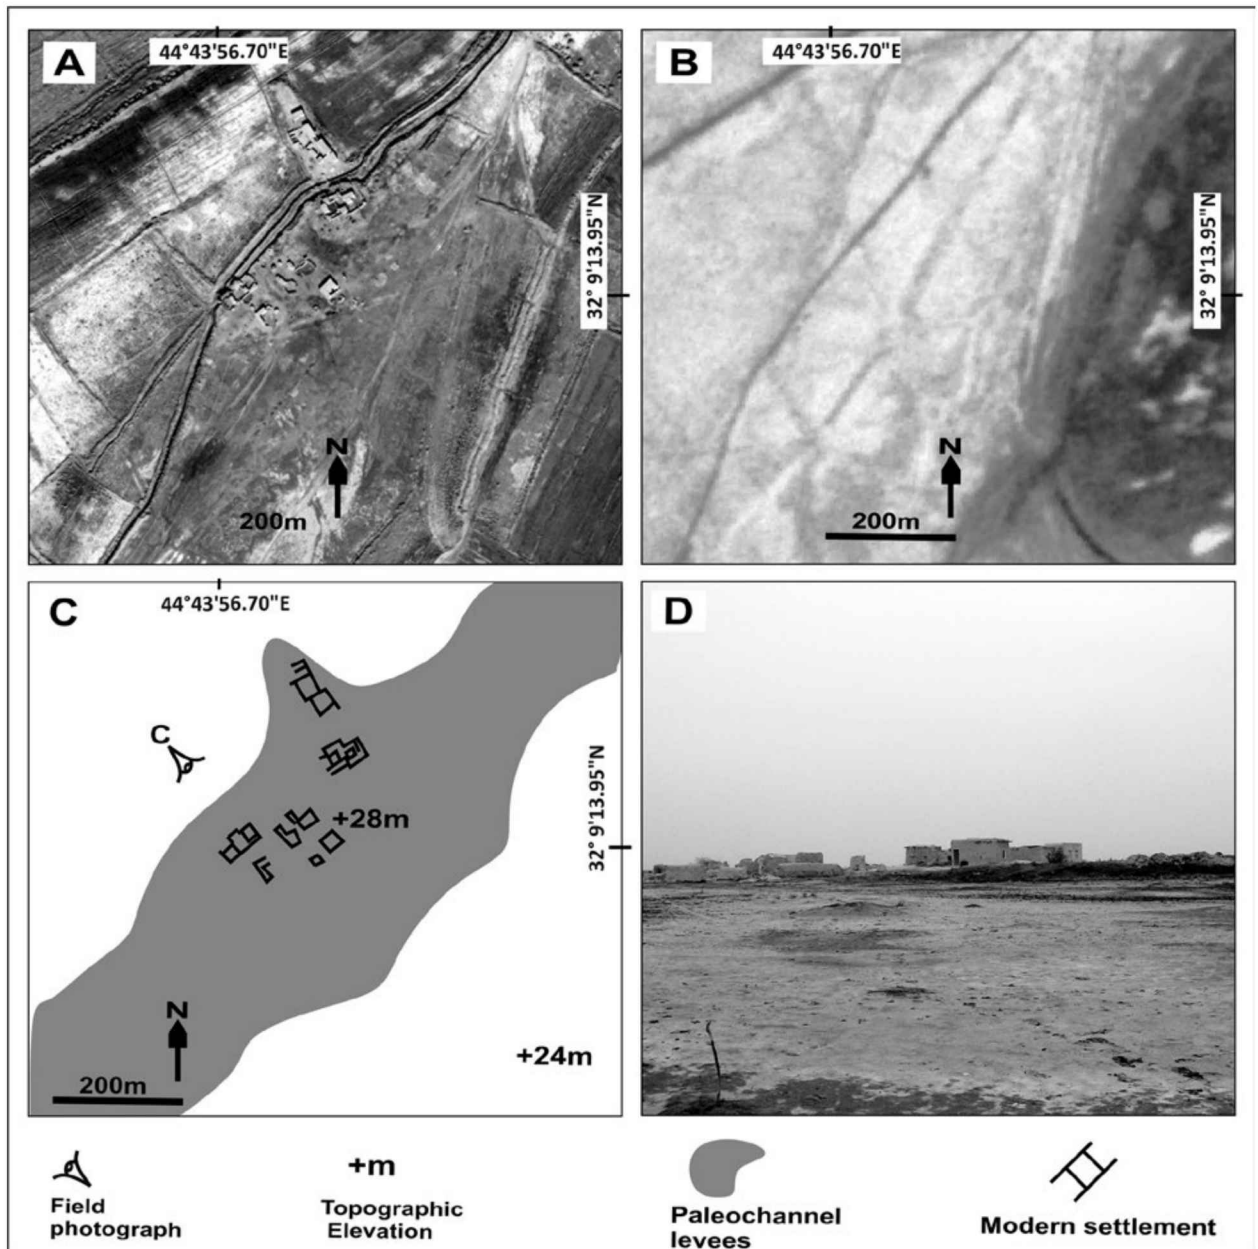 A
44°43'56.70"E
32° 9'13.95"N
N
200m
B
44°43'56.70"E
32° 9'13.95"N
N
200m
C
44°43'56.70"E
C
+28m
32° 9'13.95"N
N
200m
+24m
D
Field
photograph
+m
Topographic
Elevation
Paleochannel
levees
Modern settlement